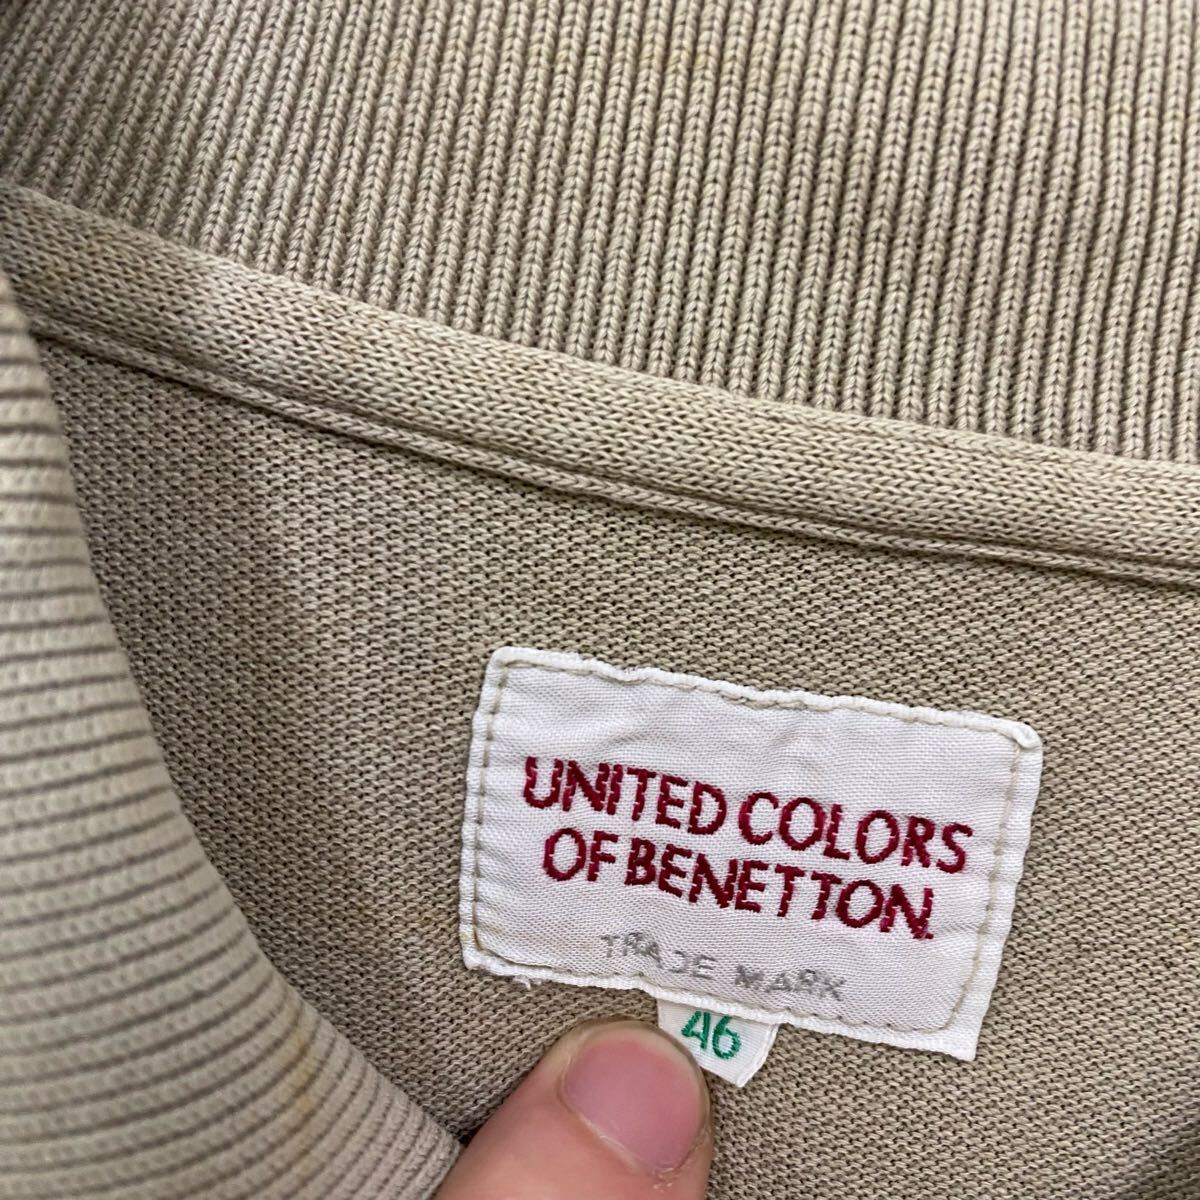 UNITED COLORS
OF BENETTON.
TRADE MARK
46